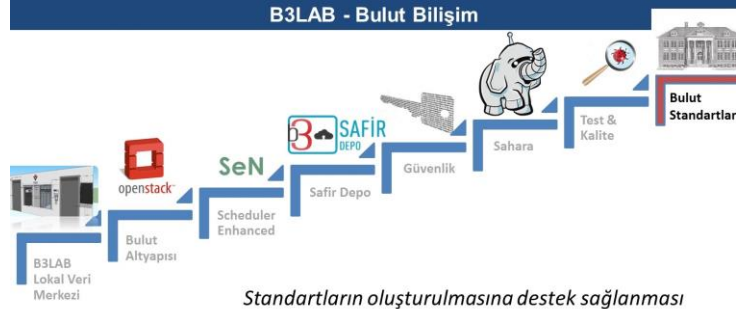 B3LAB - Bulut Bilişim
Bulut
Standartlar
Test &
Kalite
Sahara
Güvenlik
SAFİR
DEPO
Safir Depo
SeN
Scheduler
Enhanced
openstack
Bulut
Altyapısı
B3LAB
Lokal Veri
Merkezi
Standartların oluşturulmasına destek sağlanması